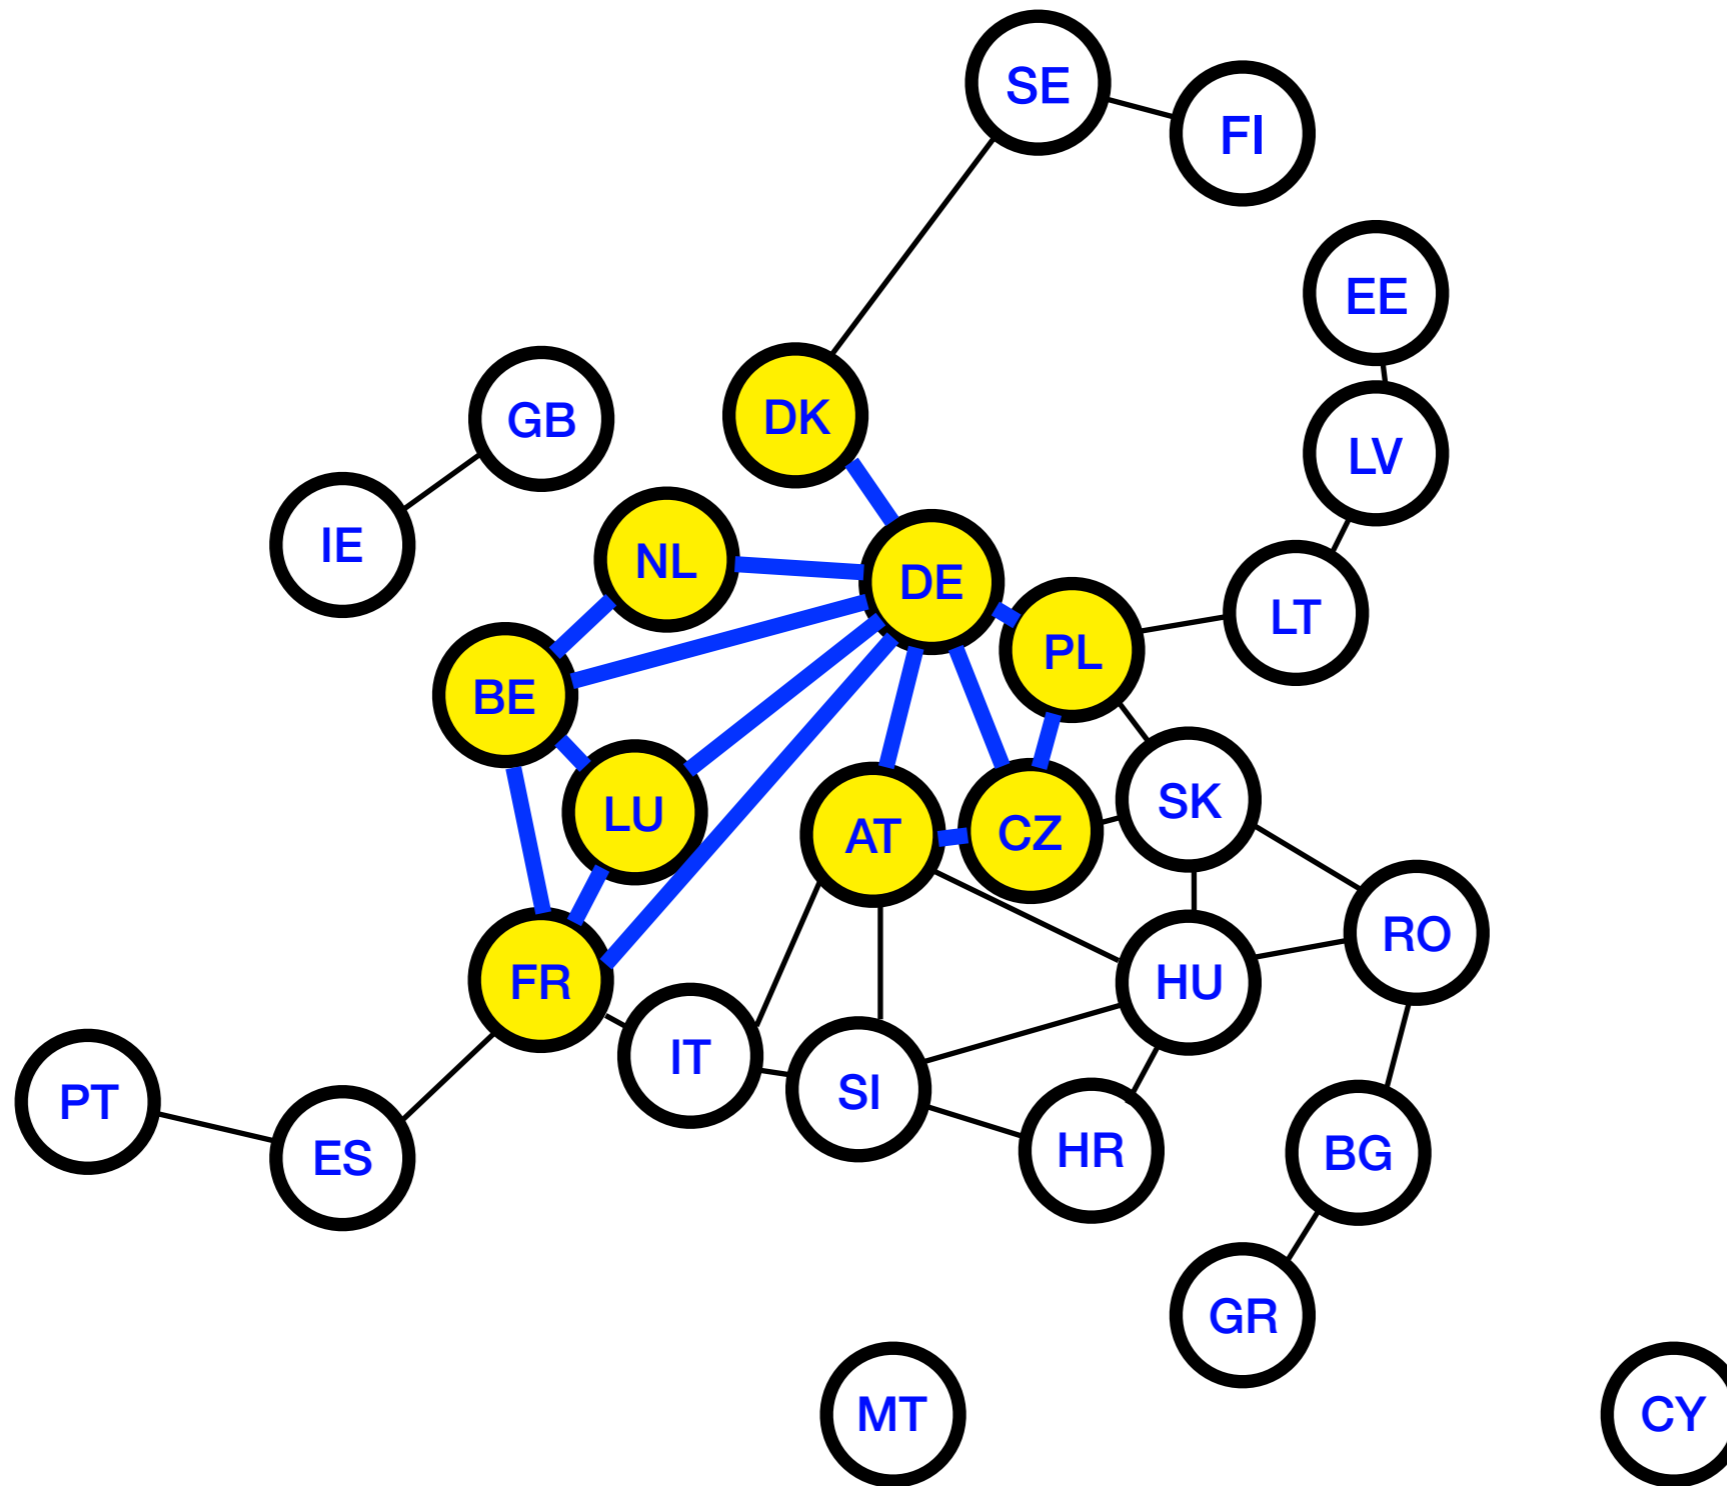 SE
FI
EE
DK
GB
LV
IE
NL
DE
LT
PL
BE
SK
LU
AT
CZ
RO
FR
HU
IT
SI
PT
ES
HR
BG
GR
MT
CY